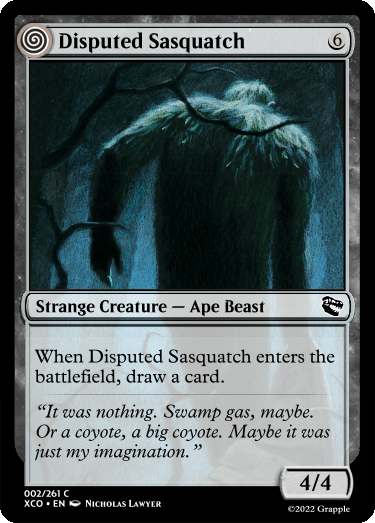 Disputed Sasquatch 6
Strange Creature — Ape Beast
When Disputed Sasquatch enters the
battlefield, draw a card.
“It was nothing. Swamp gas, maybe.
Or a coyote, a big coyote. Maybe it was
just my imagination.”
4/4
002/261 C
XCO • EN Nicholas Lawyer
©2022 Grapple